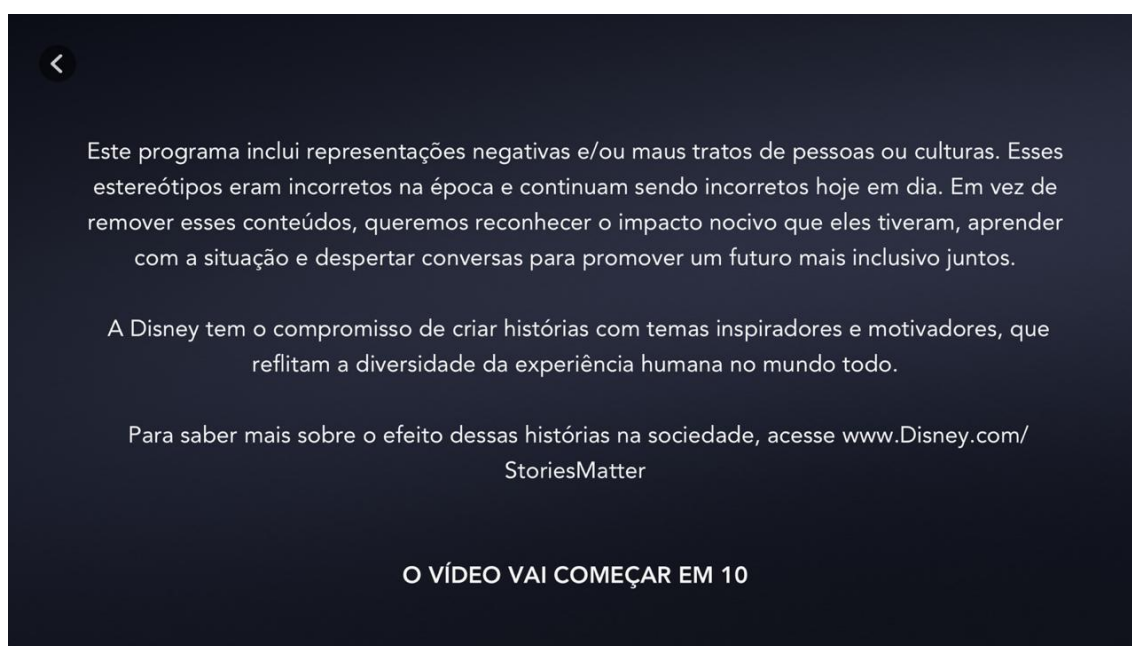 Este programa inclui representações negativas e/ou maus tratos de pessoas ou culturas. Esses
estereótipos eram incorretos na época e continuam sendo incorretos hoje em dia. Em vez de
remover esses conteúdos, queremos reconhecer o impacto nocivo que eles tiveram, aprender
com a situação e despertar conversas para promover um futuro mais inclusivo juntos.
A Disney tem o compromisso de criar histórias com temas inspiradores e motivadores, que
reflitam a diversidade da experiência humana no mundo todo.
Para saber mais sobre o efeito dessas histórias na sociedade, acesse www.Disney.com/
StoriesMatter
O VÍDEO VAI COMEÇAR EM 10